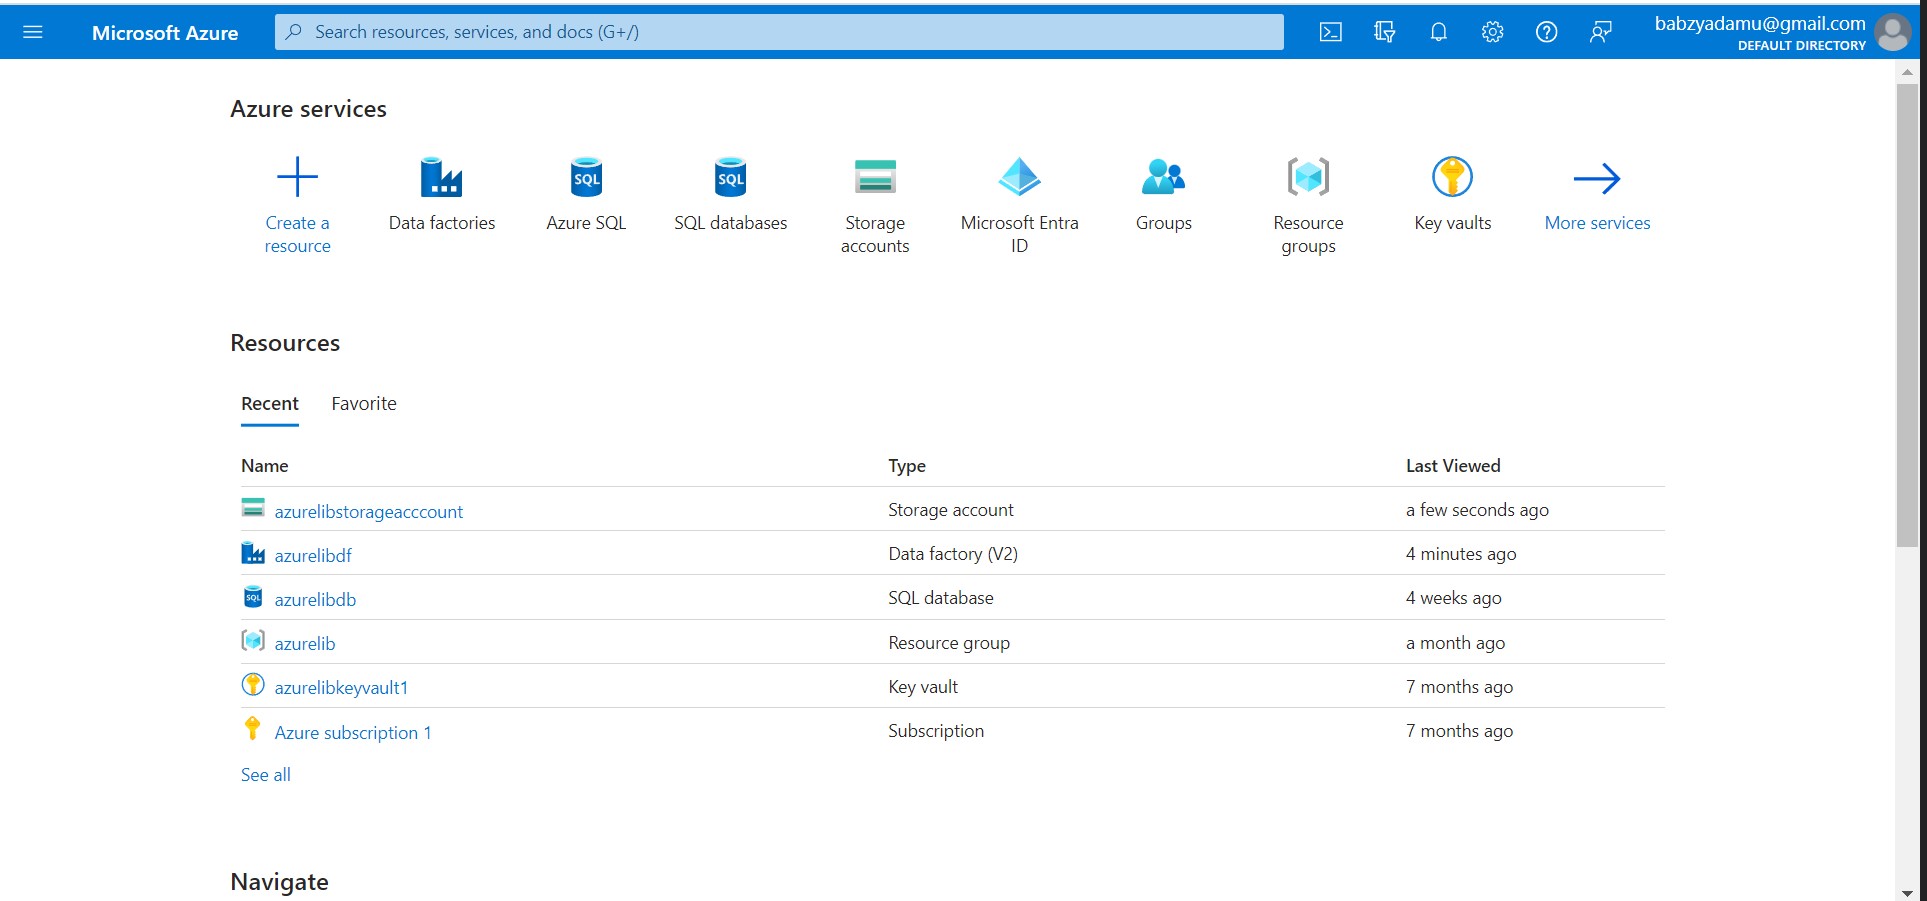 Microsoft Azure
Search resources, services, and docs (G+/)
babzyadamu@gmail.com
DEFAULT DIRECTORY
Azure services
Create a
resource
Data factories
SQL
Azure SQL
SQL
SQL databases
Storage
accounts
Microsoft Entra
ID
Groups
Resource
groups
Key vaults
More services
Resources
Recent Favorite
Name Type Last Viewed
azurelibstorageacccount Storage account a few seconds ago
azurelibdf Data factory (V2) 4 minutes ago
SQL azurelibdb SQL database 4 weeks ago
azurelib Resource group a month ago
azurelibkeyvault1 Key vault 7 months ago
Azure subscription 1 Subscription 7 months ago
See all
Navigate